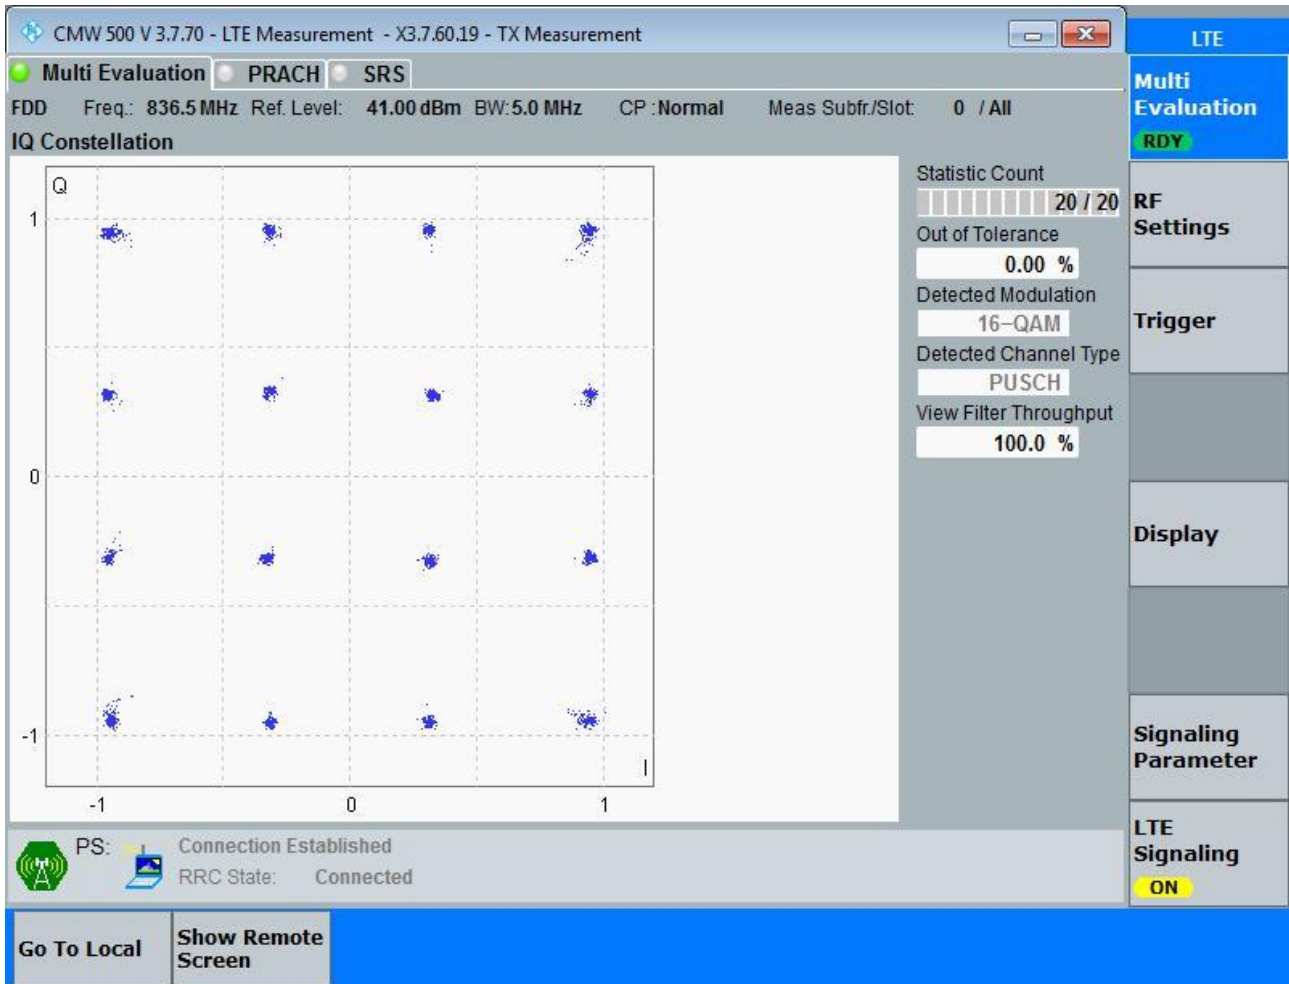 CMW 500 V 3.7.70 - LTE Measurement - X3.7.60.19 - TX Measurement
LTE
Multi Evaluation PRACH SRS
FDD Freq.: 836.5 MHz Ref. Level: 41.00 dBm BW: 5.0 MHz CP : Normal Meas Subfr./Slot: 0 / All
IQ Constellation
Q
1
0
-1
-1 0 1
I
Statistic Count
20 / 20
Out of Tolerance
0.00 %
Detected Modulation
16-QAM
Detected Channel Type
PUSCH
View Filter Throughput
100.0 %
Multi
Evaluation
RDY
RF
Settings
Trigger
Display
Signaling
Parameter
LTE
Signaling
ON
PS: Connection Established
RRC State: Connected
Go To Local
Show Remote
Screen